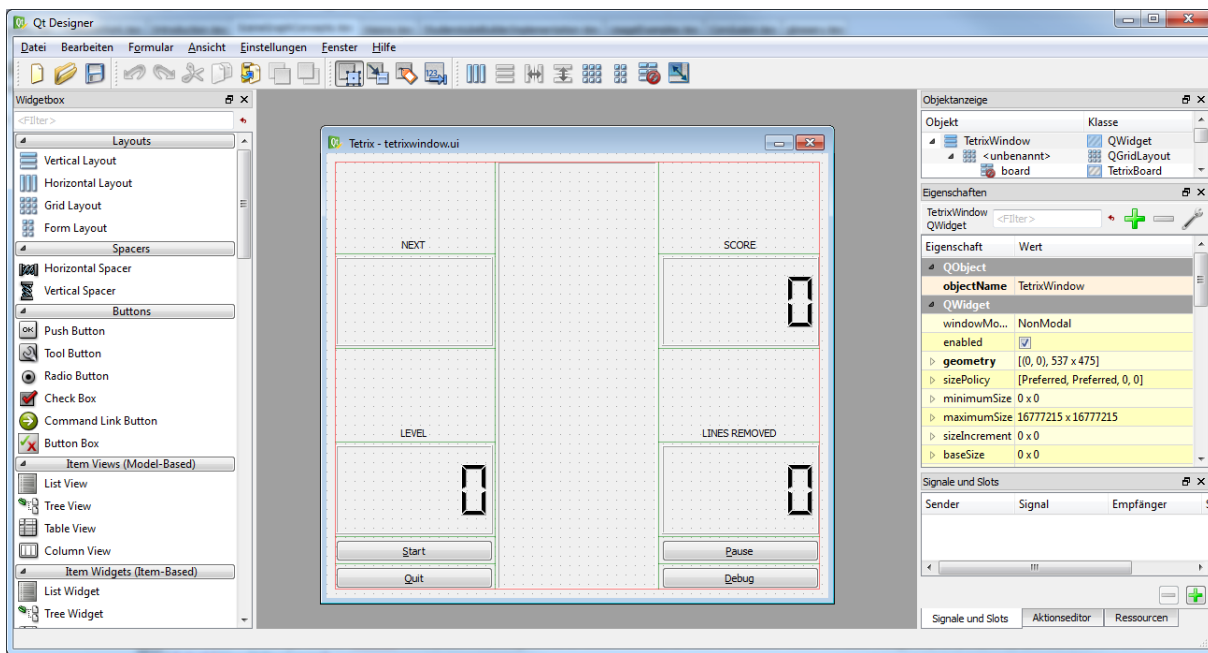 Qt Designer
Datei Bearbeiten Formular Ansicht Einstellungen Fenster Hilfe
123
Widgetbox
<Filter>
Layouts
Vertical Layout
Horizontal Layout
Grid Layout
Form Layout
Spacers
Horizontal Spacer
Vertical Spacer
Buttons
OK Push Button
Tool Button
Radio Button
Check Box
Command Link Button
Button Box
Item Views (Model-Based)
List View
Tree View
Table View
Column View
Item Widgets (Item-Based)
List Widget
Tree Widget
Tetrix - tetrixwindow.ui
NEXT SCORE
0
LEVEL LINES REMOVED
0 0
Start Pause
Quit Debug
Objektanzeige
Objekt Klasse
TetrixWindow QWidget
<unbenannt> QGridLayout
board TetrixBoard
Eigenschaften
TetrixWindow
QWidget
<Filter>
Eigenschaft Wert
QObject
objectName TetrixWindow
QWidget
windowMo... NonModal
enabled
geometry [(0, 0), 537 x 475]
sizePolicy [Preferred, Preferred, 0, 0]
minimumSize 0 x 0
maximumSize 16777215 x 16777215
sizeIncrement 0 x 0
baseSize 0 x 0
Signale und Slots
Sender Signal Empfänger
Signale und Slots Aktionseditor Ressourcen